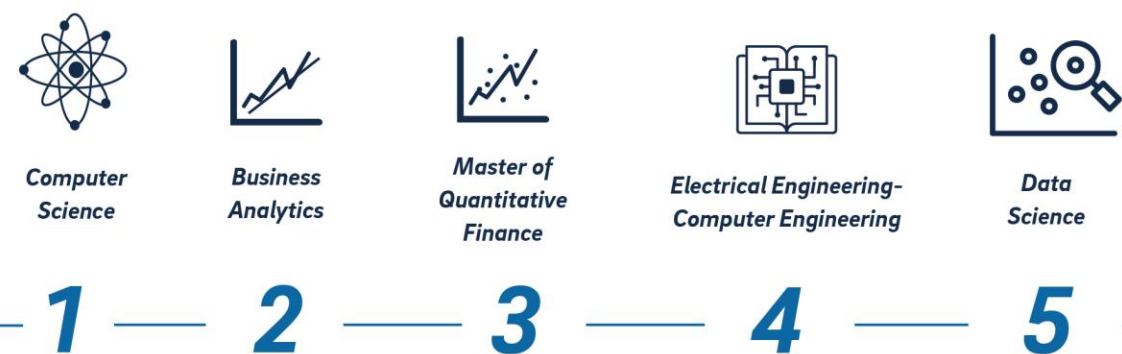 Computer
Science
Business
Analytics
Master of
Quantitative
Finance
Electrical Engineering-
Computer Engineering
Data
Science
1
2
3
4
5